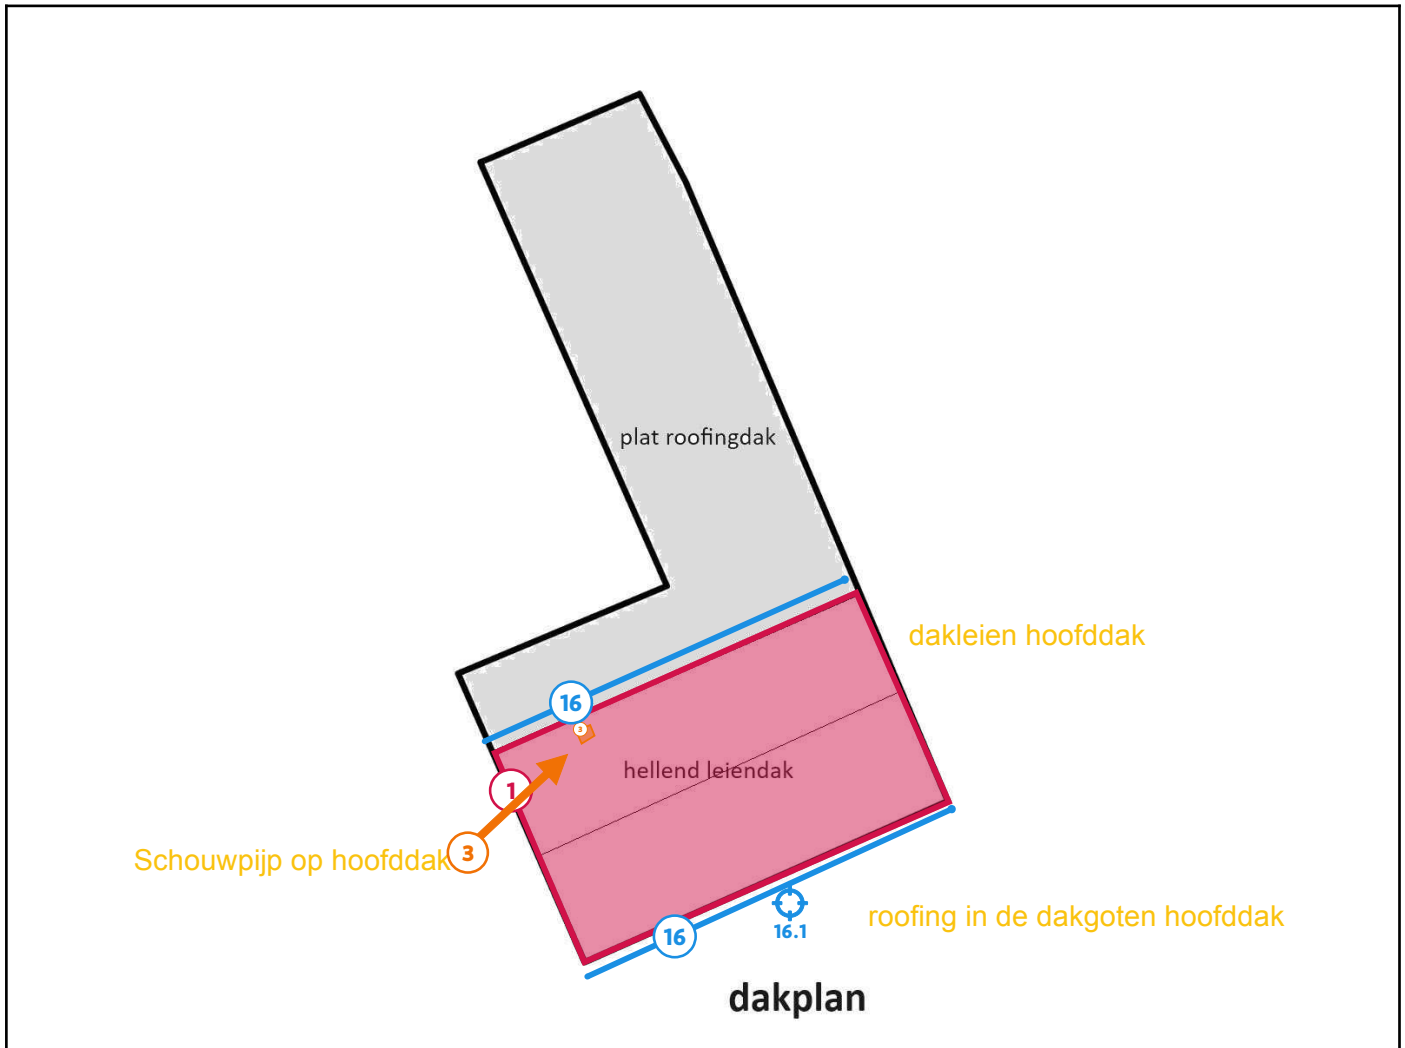 plat roofingdak
dakleien hoofddak
16
3
hellend leiendak
1
3
Schouwpijp op hoofddak
16
16.1
roofing in de dakgoten hoofddak
dakplan